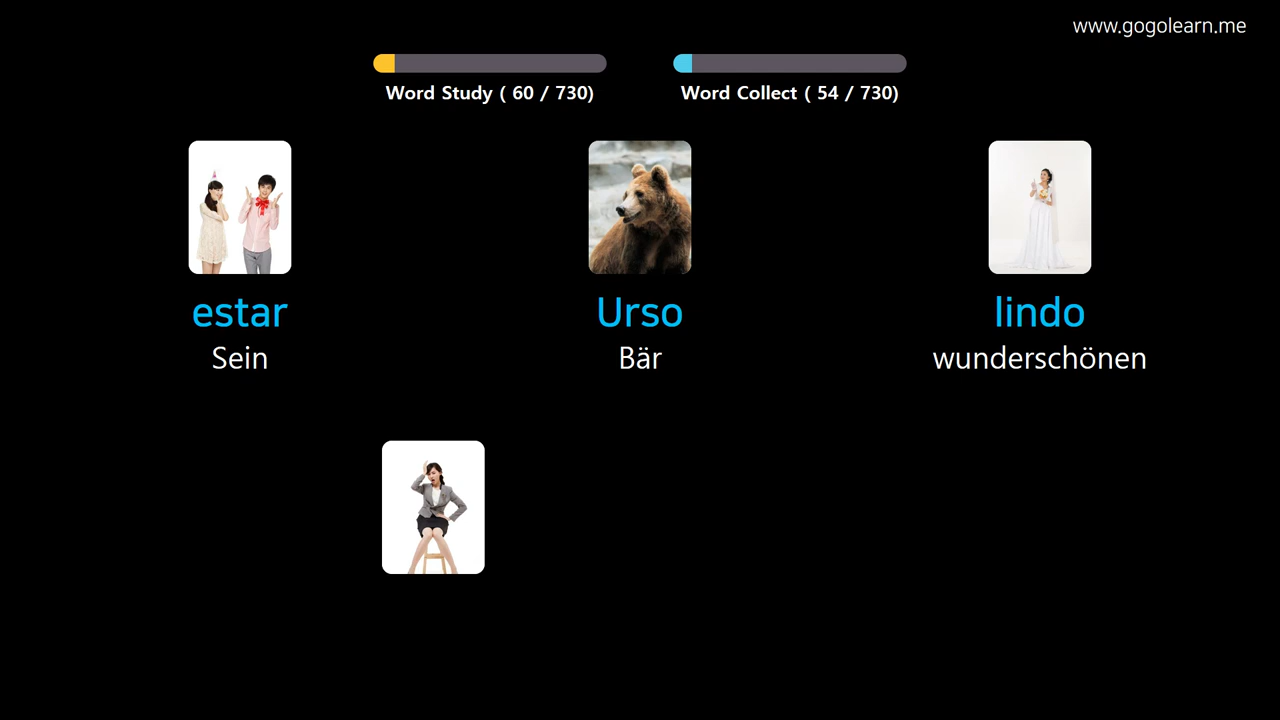 www.gogolearn.me
Word Study ( 60 / 730)
Word Collect ( 54 / 730)
estar
Urso
lindo
Sein
Bär
wunderschönen